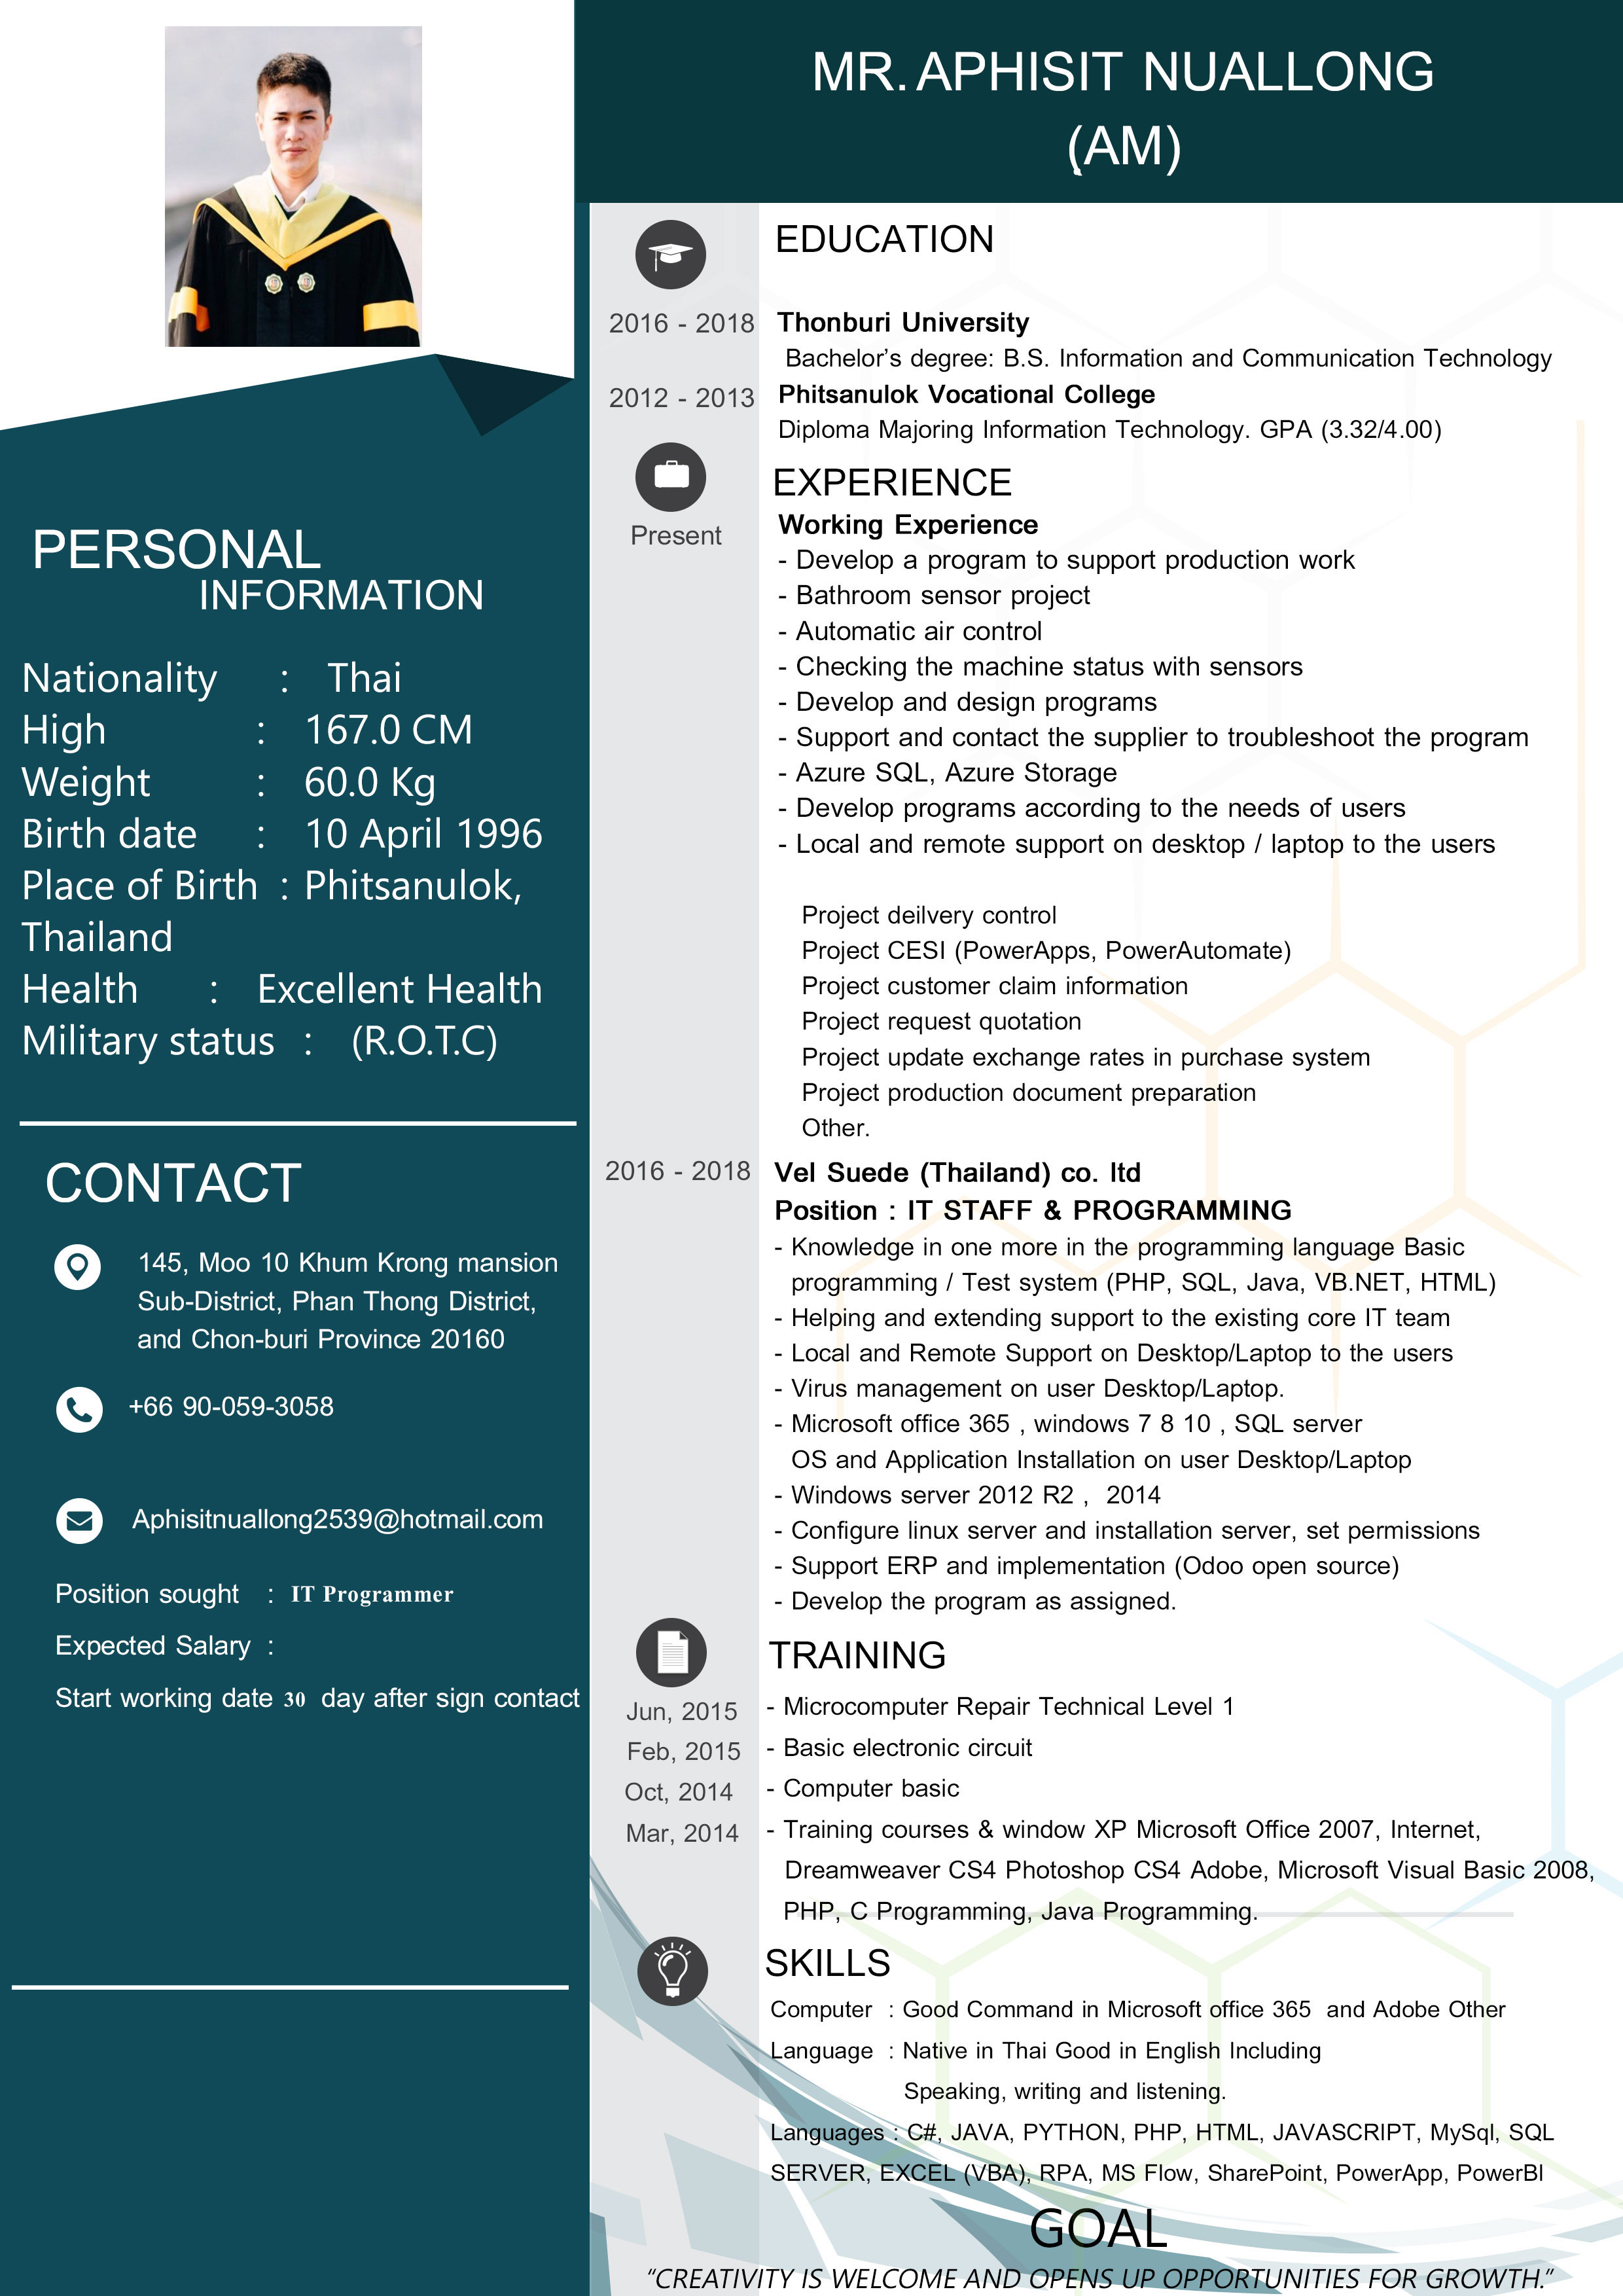 MR. APHISIT NUALLONG
(AM)
PERSONAL
INFORMATION
Nationality : Thai
High : 167.0 CM
Weight : 60.0 Kg
Birth date : 10 April 1996
Place of Birth : Phitsanulok,
Thailand
Health : Excellent Health
Military status : (R.O.T.C)
CONTACT
145, Moo 10 Khum Krong mansion
Sub-District, Phan Thong District,
and Chon-buri Province 20160
+66 90-059-3058
Aphisitnuallong2539@hotmail.com
Position sought : IT Programmer
Expected Salary :
Start working date 30 day after sign contact
EDUCATION
2016 - 2018 Thonburi University
Bachelor’s degree: B.S. Information and Communication Technology
2012 - 2013 Phitsanulok Vocational College
Diploma Majoring Information Technology. GPA (3.32/4.00)
EXPERIENCE
Working Experience
Present
- Develop a program to support production work
- Bathroom sensor project
- Automatic air control
- Checking the machine status with sensors
- Develop and design programs
- Support and contact the supplier to troubleshoot the program
- Azure SQL, Azure Storage
- Develop programs according to the needs of users
- Local and remote support on desktop / laptop to the users
Project deilvery control
Project CESI (PowerApps, PowerAutomate)
Project customer claim information
Project request quotation
Project update exchange rates in purchase system
Project production document preparation
Other.
2016 - 2018 Vel Suede (Thailand) co. ltd
Position : IT STAFF & PROGRAMMING
- Knowledge in one more in the programming language Basic
programming / Test system (PHP, SQL, Java, VB.NET, HTML)
- Helping and extending support to the existing core IT team
- Local and Remote Support on Desktop/Laptop to the users
- Virus management on user Desktop/Laptop.
- Microsoft office 365 , windows 7 8 10 , SQL server
OS and Application Installation on user Desktop/Laptop
- Windows server 2012 R2 , 2014
- Configure linux server and installation server, set permissions
- Support ERP and implementation (Odoo open source)
- Develop the program as assigned.
TRAINING
Jun, 2015 - Microcomputer Repair Technical Level 1
Feb, 2015 - Basic electronic circuit
Oct, 2014 - Computer basic
Mar, 2014 - Training courses & window XP Microsoft Office 2007, Internet,
Dreamweaver CS4 Photoshop CS4 Adobe, Microsoft Visual Basic 2008,
PHP, C Programming, Java Programming.
SKILLS
Computer : Good Command in Microsoft office 365 and Adobe Other
Language : Native in Thai Good in English Including
Speaking, writing and listening.
Languages : C#, JAVA, PYTHON, PHP, HTML, JAVASCRIPT, MySql, SQL
SERVER, EXCEL (VBA), RPA, MS Flow, SharePoint, PowerApp, PowerBI
GOAL
“CREATIVITY IS WELCOME AND OPENS UP OPPORTUNITIES FOR GROWTH.”